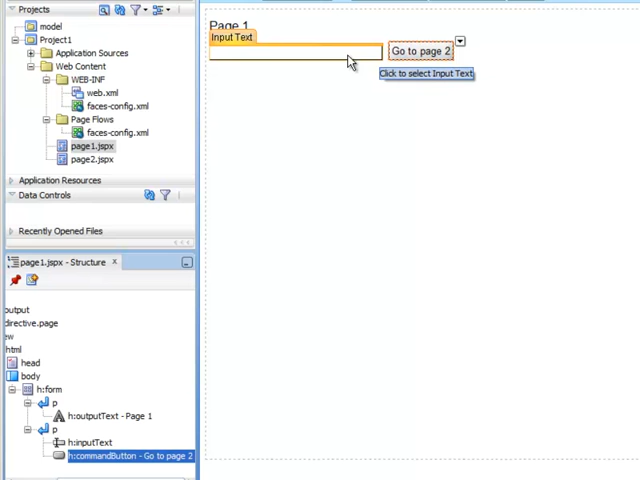 Projects
model
Project1
Application Sources
Web Content
WEB-INF
web.xml
faces-config.xml
Page Flows
faces-config.xml
page1.jspx
page2.jspx
Application Resources
Data Controls
Recently Opened Files
page1.jspx - Structure x
output
directive.page
ew
html
head
body
h:form
p
h:outputText - Page 1
p
h:inputText
h:commandButton - Go to page 2
Page 1
Input Text
Go to page 2
Click to select Input Text